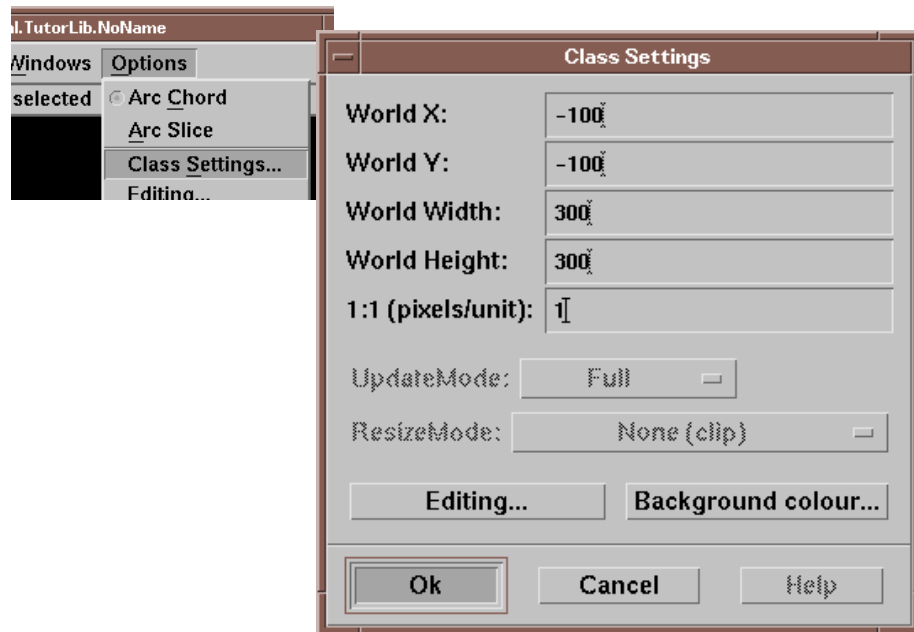 al.TutorLib.NoName
Windows Options
selected Arc Chord
Arc Slice
Class Settings...
Editing...
Class Settings
World X: -100
World Y: -100
World Width: 300
World Height: 300
1:1 (pixels/unit): 1
UpdateMode: Full
ResizeMode: None (clip)
Editing... Background colour...
Ok Cancel Help